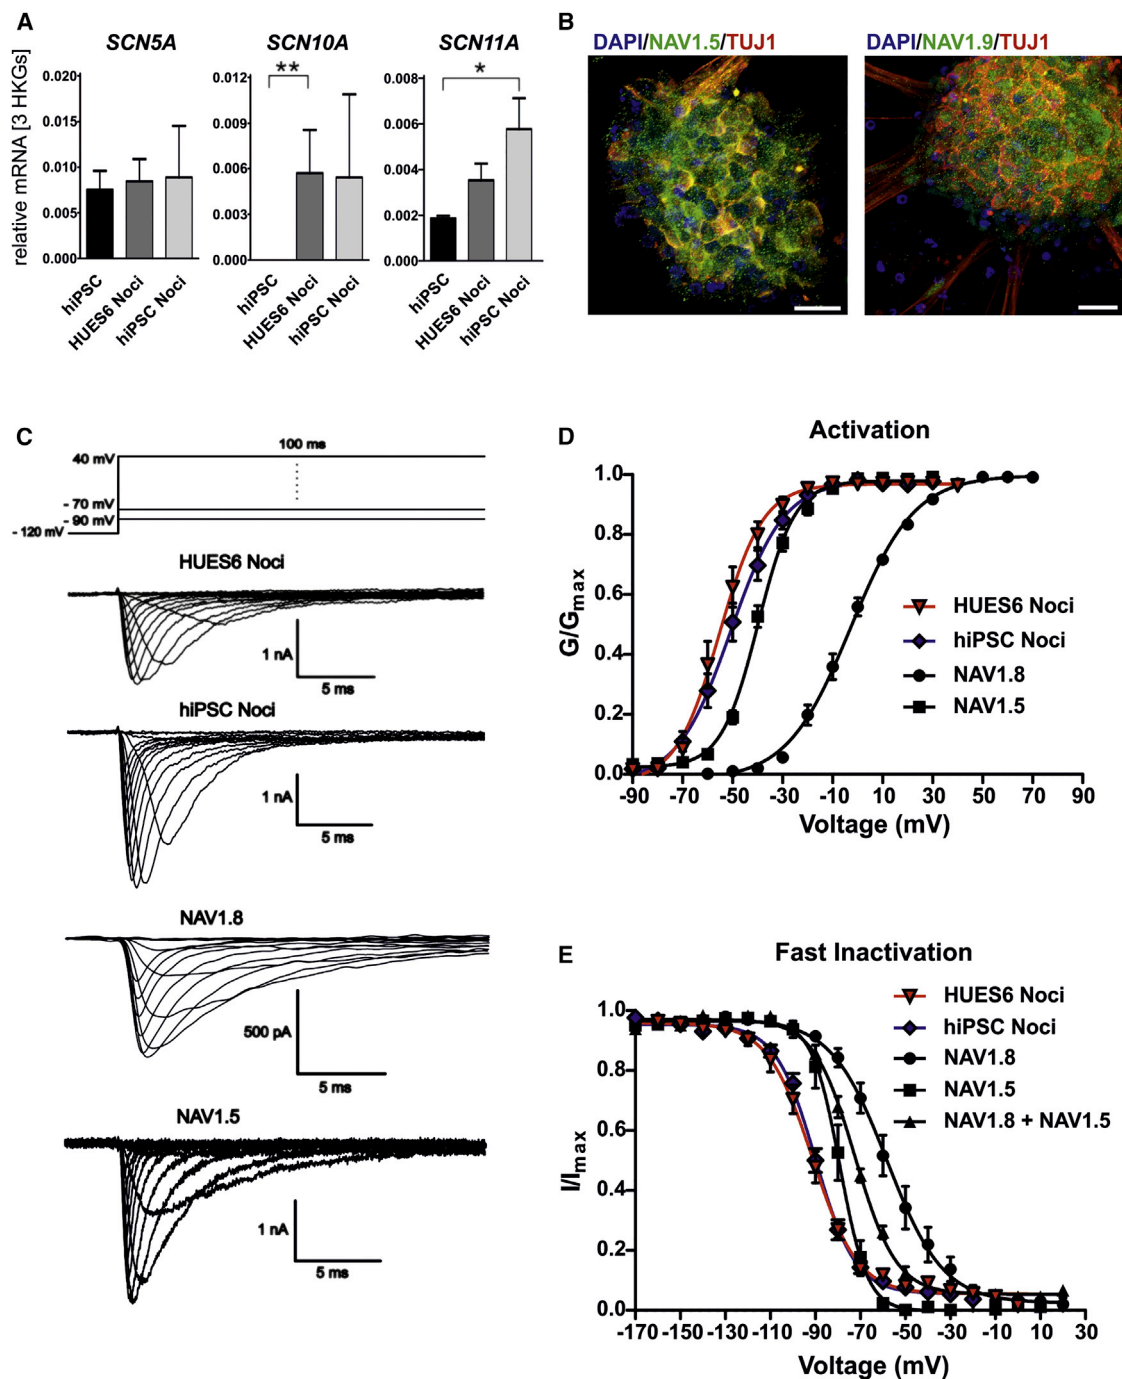 A
SCN5A
SCN10A
SCN11A
relative mRNA [3 HKGs]
0.020
0.015
0.010
0.005
0.000
hiPSC
HUES6 Noci
hiPSC Noci
**
0.012
0.009
0.006
0.003
0.000
hiPSC
HUES6 Noci
hiPSC Noci
*
0.008
0.006
0.004
0.002
0.000
hiPSC
HUES6 Noci
hiPSC Noci
B
DAPI/NAV1.5/TUJ1
DAPI/NAV1.9/TUJ1
C
100 ms
40 mV
- 70 mV
- 90 mV
- 120 mV
HUES6 Noci
1 nA
5 ms
hiPSC Noci
1 nA
5 ms
NAV1.8
500 pA
5 ms
NAV1.5
1 nA
5 ms
D
Activation
G/Gmax
1.0
0.8
0.6
0.4
0.2
0.0
-90 -70 -50 -30 -10 10 30 50 70 90
Voltage (mV)
HUES6 Noci
hiPSC Noci
NAV1.8
NAV1.5
E
Fast Inactivation
I/Imax
1.0
0.8
0.6
0.4
0.2
0.0
-170 -150 -130 -110 -90 -70 -50 -30 -10 10 30
Voltage (mV)
HUES6 Noci
hiPSC Noci
NAV1.8
NAV1.5
NAV1.8 + NAV1.5